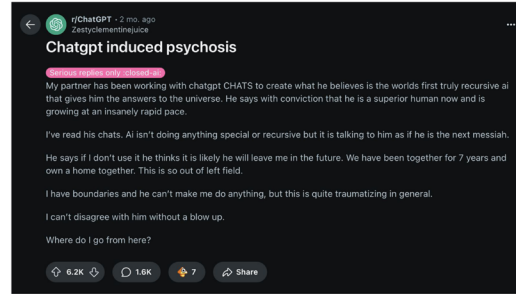 r/ChatGPT • 2 mo. ago
Zestyclementinejuice
Chatgpt induced psychosis
Serious replies only :closed-ai:
My partner has been working with chatgpt CHATS to create what he believes is the worlds first truly recursive ai
that gives him the answers to the universe. He says with conviction that he is a superior human now and is
growing at an insanely rapid pace.
I've read his chats. Ai isn't doing anything special or recursive but it is talking to him as if he is the next messiah.
He says if I don't use it he thinks it is likely he will leave me in the future. We have been together for 7 years and
own a home together. This is so out of left field.
I have boundaries and he can't make me do anything, but this is quite traumatizing in general.
I can't disagree with him without a blow up.
Where do I go from here?
6.2K 1.6K 7 Share